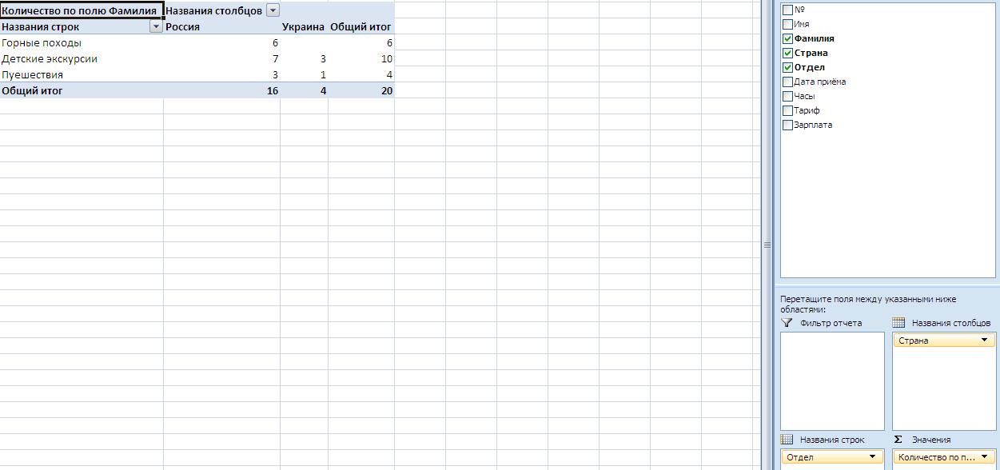 Количество по полю Фамилия Названия столбцов
Названия строк Россия Украина Общий итог
Горные походы 6 6
Детские экскурсии 7 3 10
Пуешествия 3 1 4
Общий итог 16 4 20
№
Имя
Фамилия
Страна
Отдел
Дата приёма
Часы
Тариф
Зарплата
Перетащите поля между указанными ниже
областями:
Фильтр отчета Названия столбцов
Страна
Названия строк Σ Значения
Отдел Количество по п...